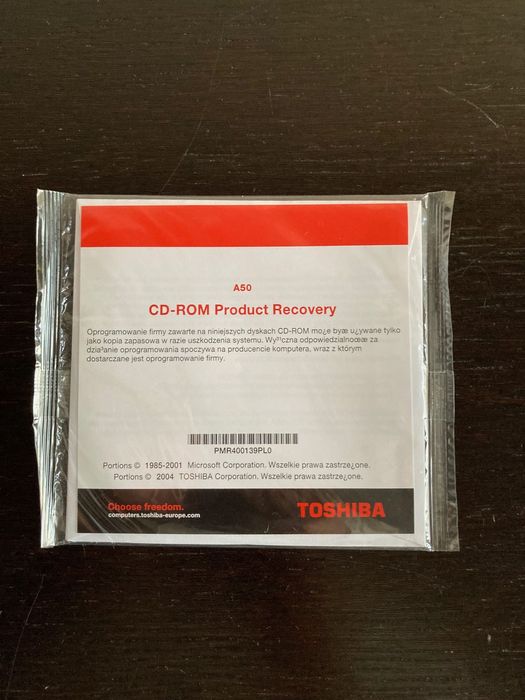 A50
CD-ROM Product Recovery
Oprogramowanie firmy zawarte na niniejszych dyskach CD-ROM mo¿e byæ u¿ywane tylko
jako kopia zapasowa w razie uszkodzenia systemu. Wy³¹czna odpowiedzialnoœæ za
dzia³anie oprogramowania spoczywa na producencie komputera, wraz z którym
dostarczane jest oprogramowanie firmy.
PMR400139PL0
Portions © 1985-2001 Microsoft Corporation. Wszelkie prawa zastrze¿one.
Portions © 2004 TOSHIBA Corporation. Wszelkie prawa zastrze¿one.
Choose freedom.
computers.toshiba-europe.com
TOSHIBA